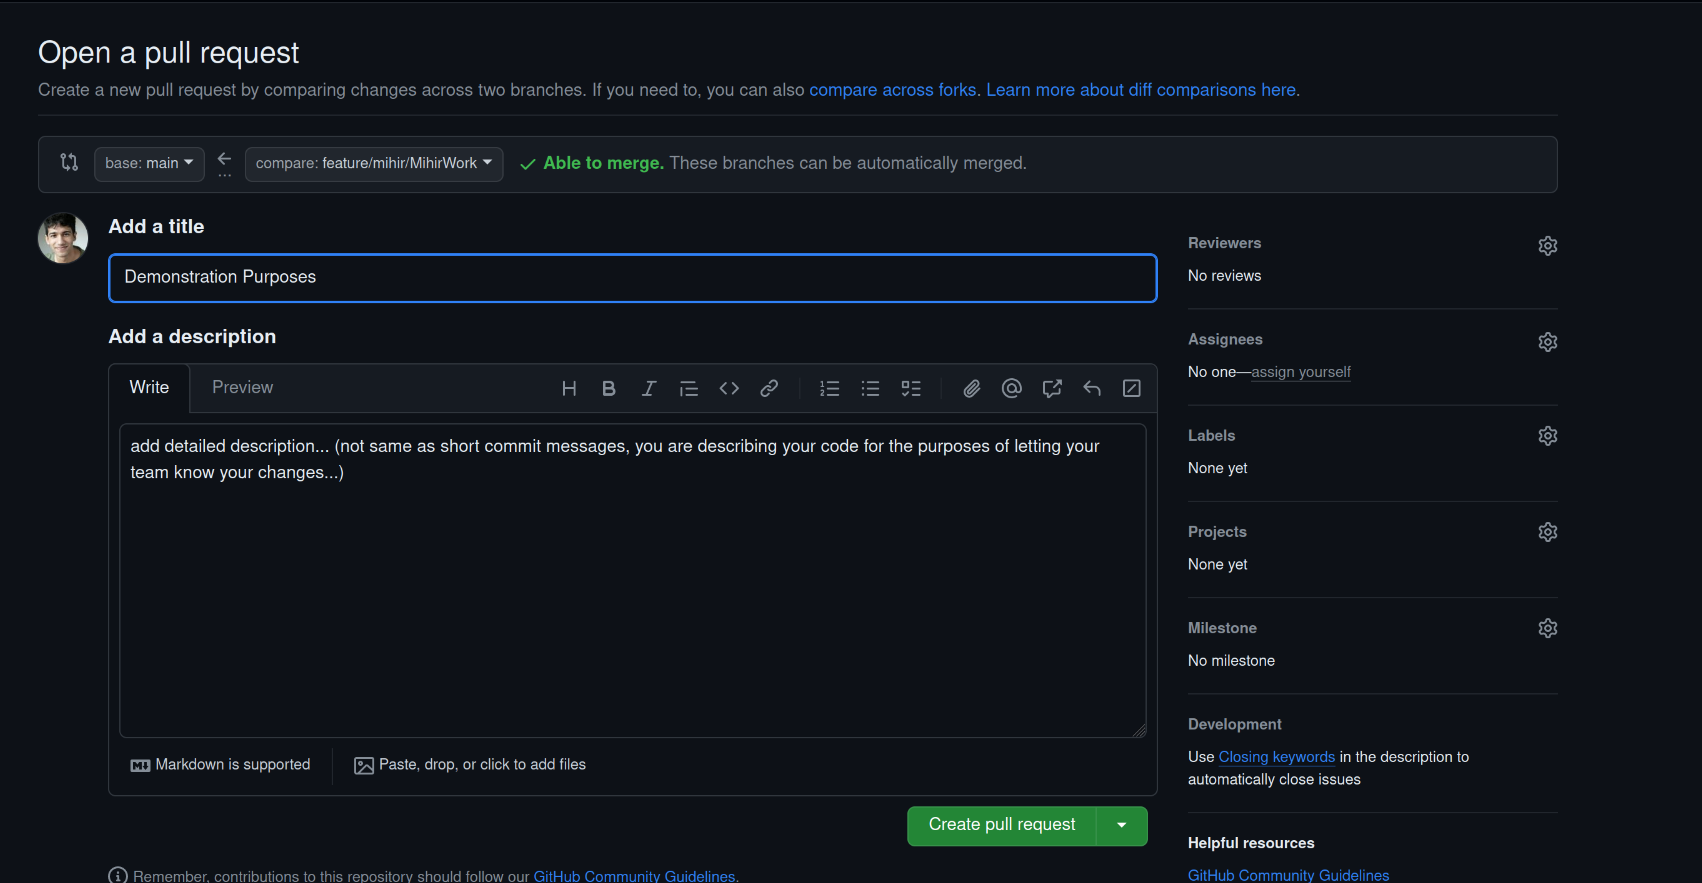 Open a pull request
Create a new pull request by comparing changes across two branches. If you need to, you can also compare across forks. Learn more about diff comparisons here.
base: main
compare: feature/mihir/MihirWork
Able to merge. These branches can be automatically merged.
Add a title
Demonstration Purposes
Add a description
Write
Preview
add detailed description... (not same as short commit messages, you are describing your code for the purposes of letting your
team know your changes...)
Markdown is supported
Paste, drop, or click to add files
Create pull request
Remember, contributions to this repository should follow our GitHub Community Guidelines.
Reviewers
No reviews
Assignees
No one—assign yourself
Labels
None yet
Projects
None yet
Milestone
No milestone
Development
Use Closing keywords in the description to
automatically close issues
Helpful resources
GitHub Community Guidelines